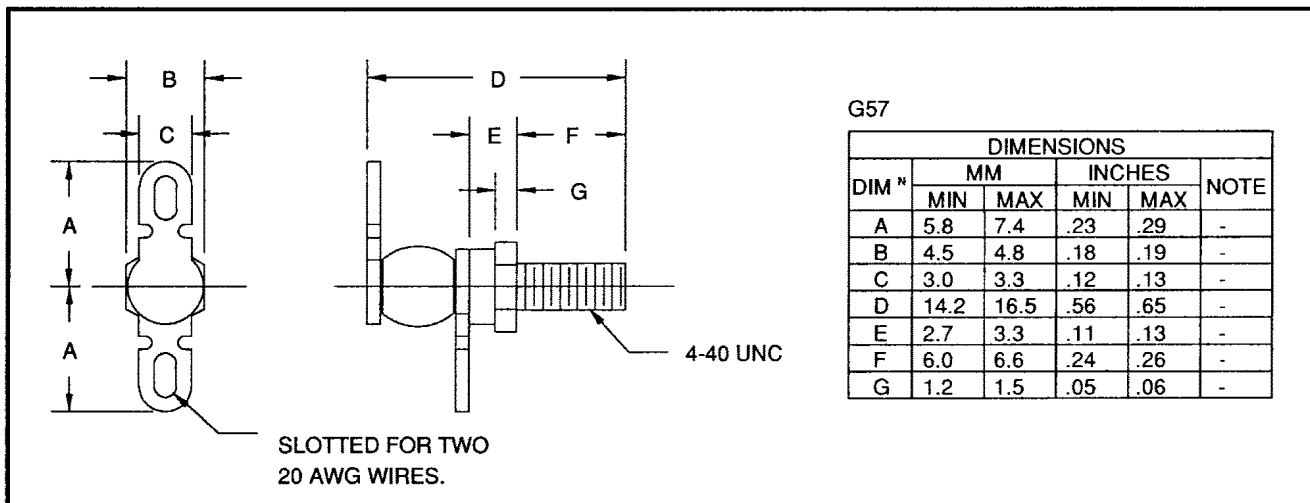 B
C
A
A
D
E
F
G
4-40 UNC
SLOTTED FOR TWO
20 AWG WIRES.
G57
DIMENSIONS
DIM N MM INCHES NOTE
MIN MAX MIN MAX
A 5.8 7.4 .23 .29 -
B 4.5 4.8 .18 .19 -
C 3.0 3.3 .12 .13 -
D 14.2 16.5 .56 .65 -
E 2.7 3.3 .11 .13 -
F 6.0 6.6 .24 .26 -
G 1.2 1.5 .05 .06 -